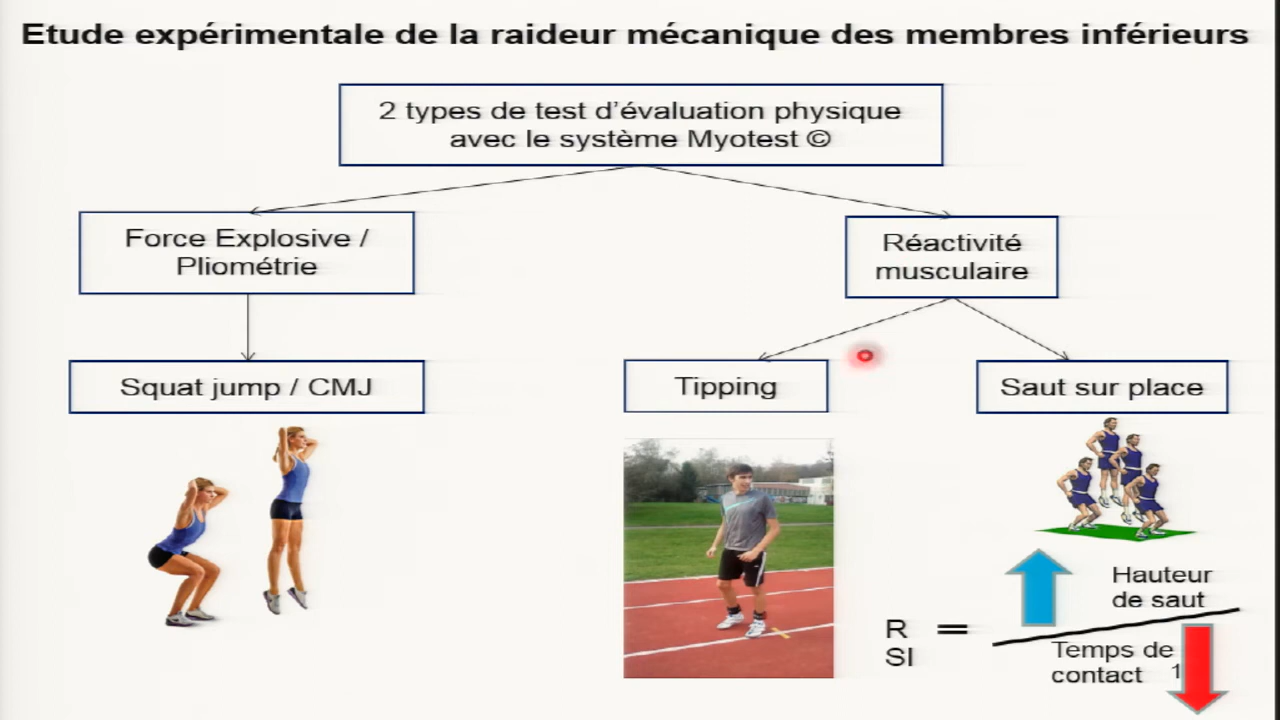 Etude expérimentale de la raideur mécanique des membres inférieurs
2 types de test d'évaluation physique
avec le système Myotest ©
Force Explosive /
Pliométrie
Réactivité
musculaire
Squat jump / CMJ
Tipping
Saut sur place
Hauteur
de saut
R
SI
=
Temps de
contact
1